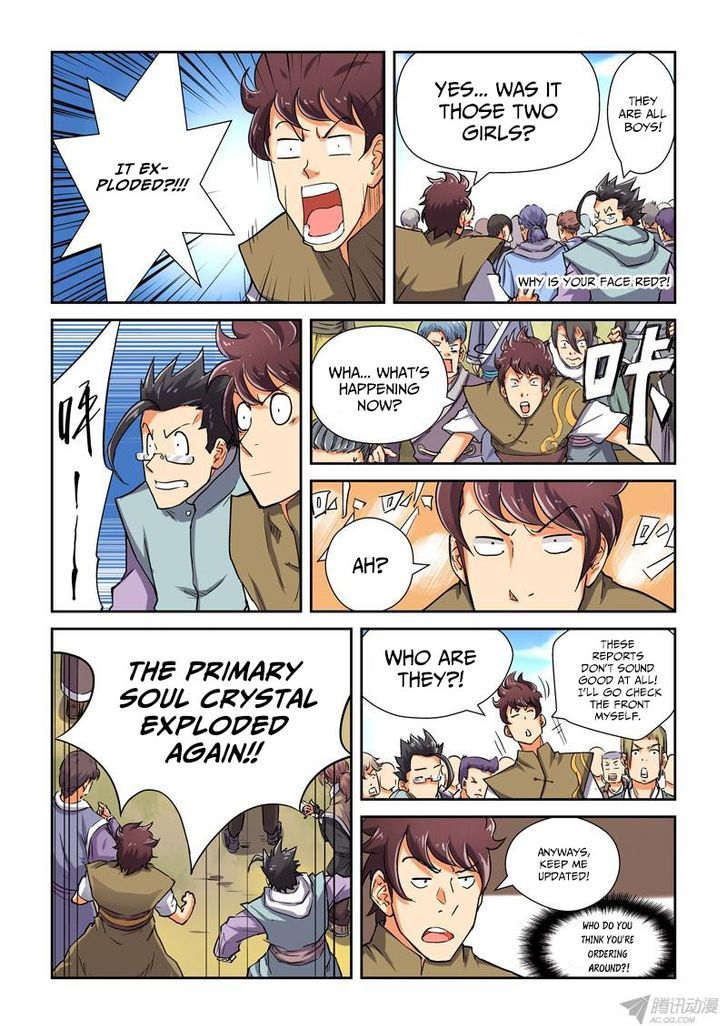 IT EX-
PLODED?!!!
YES... WAS IT
THOSE TWO
GIRLS?
THEY
ARE ALL
BOYS!
WHY IS YOUR FACE RED?!
咔
WHA... WHAT'S
HAPPENING
NOW?
咔
AH?
THE PRIMARY
SOUL CRYSTAL
EXPLODED
AGAIN!!
WHO ARE
THEY?!
THESE
REPORTS
DON'T SOUND
GOOD AT ALL!
I'LL GO CHECK
THE FRONT
MYSELF.
ANYWAYS,
KEEP ME
UPDATED!
WHO DO YOU
THINK YOU'RE
ORDERING
AROUND?!
腾讯动漫
AC.QQ.COM